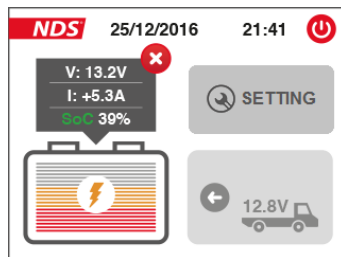 NDS 25/12/2016 21:41
V: 13.2V
I: +5.3A
SoC 39%
SETTING
12.8V